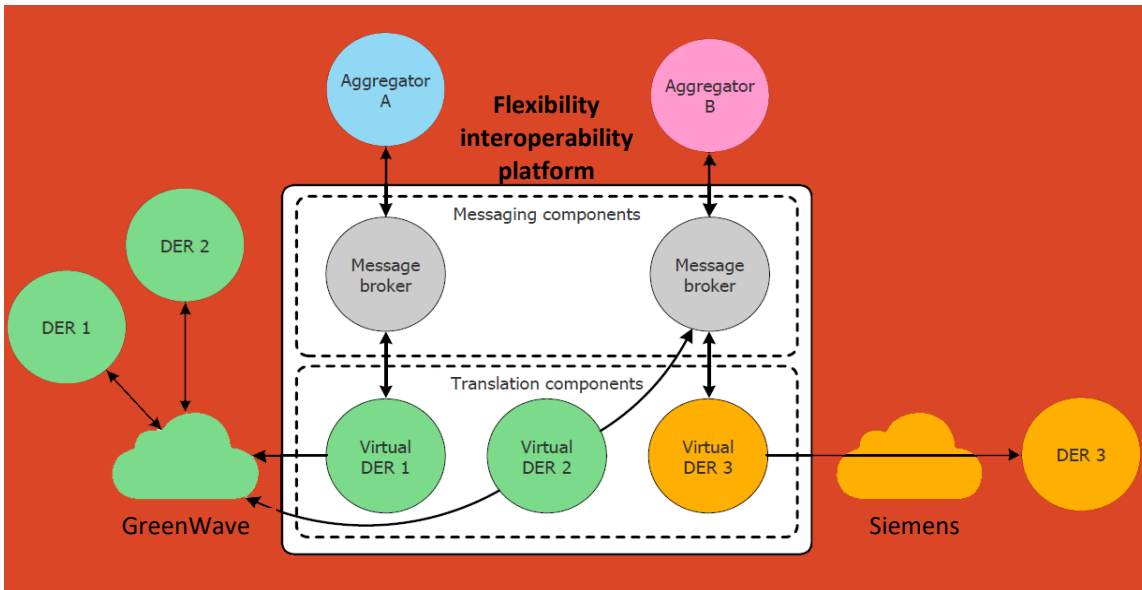 Aggregator
A
Flexibility
interoperability
platform
Aggregator
B
Messaging components
DER 2
Message
broker
Message
broker
DER 1
Translation components
Virtual
DER 1
Virtual
DER 2
Virtual
DER 3
DER 3
GreenWave
Siemens